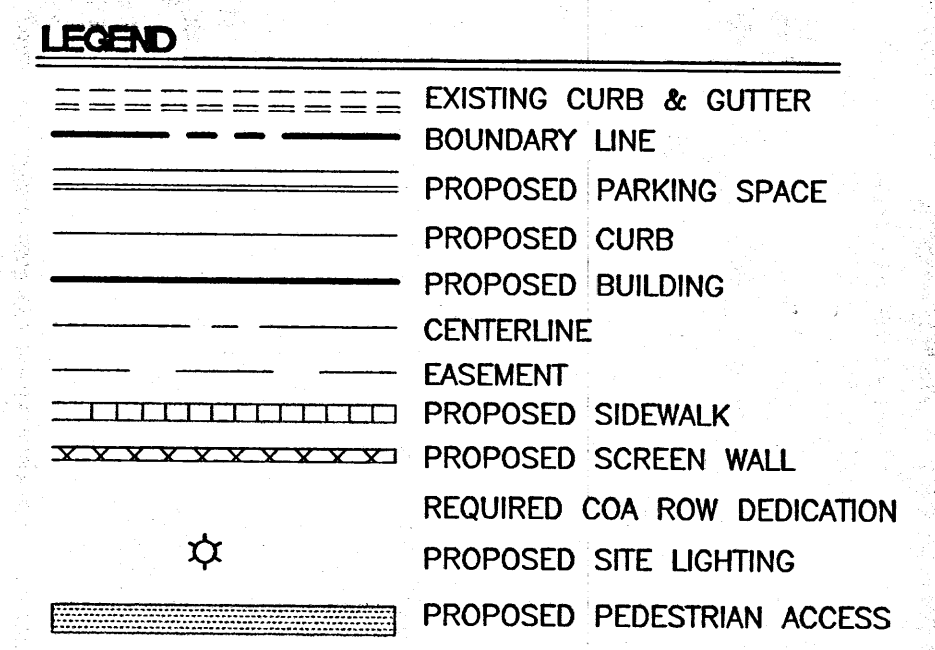 LEGEND
EXISTING CURB & GUTTER
BOUNDARY LINE
PROPOSED PARKING SPACE
PROPOSED CURB
PROPOSED BUILDING
CENTERLINE
EASEMENT
PROPOSED SIDEWALK
PROPOSED SCREEN WALL
REQUIRED COA ROW DEDICATION
PROPOSED SITE LIGHTING
PROPOSED PEDESTRIAN ACCESS